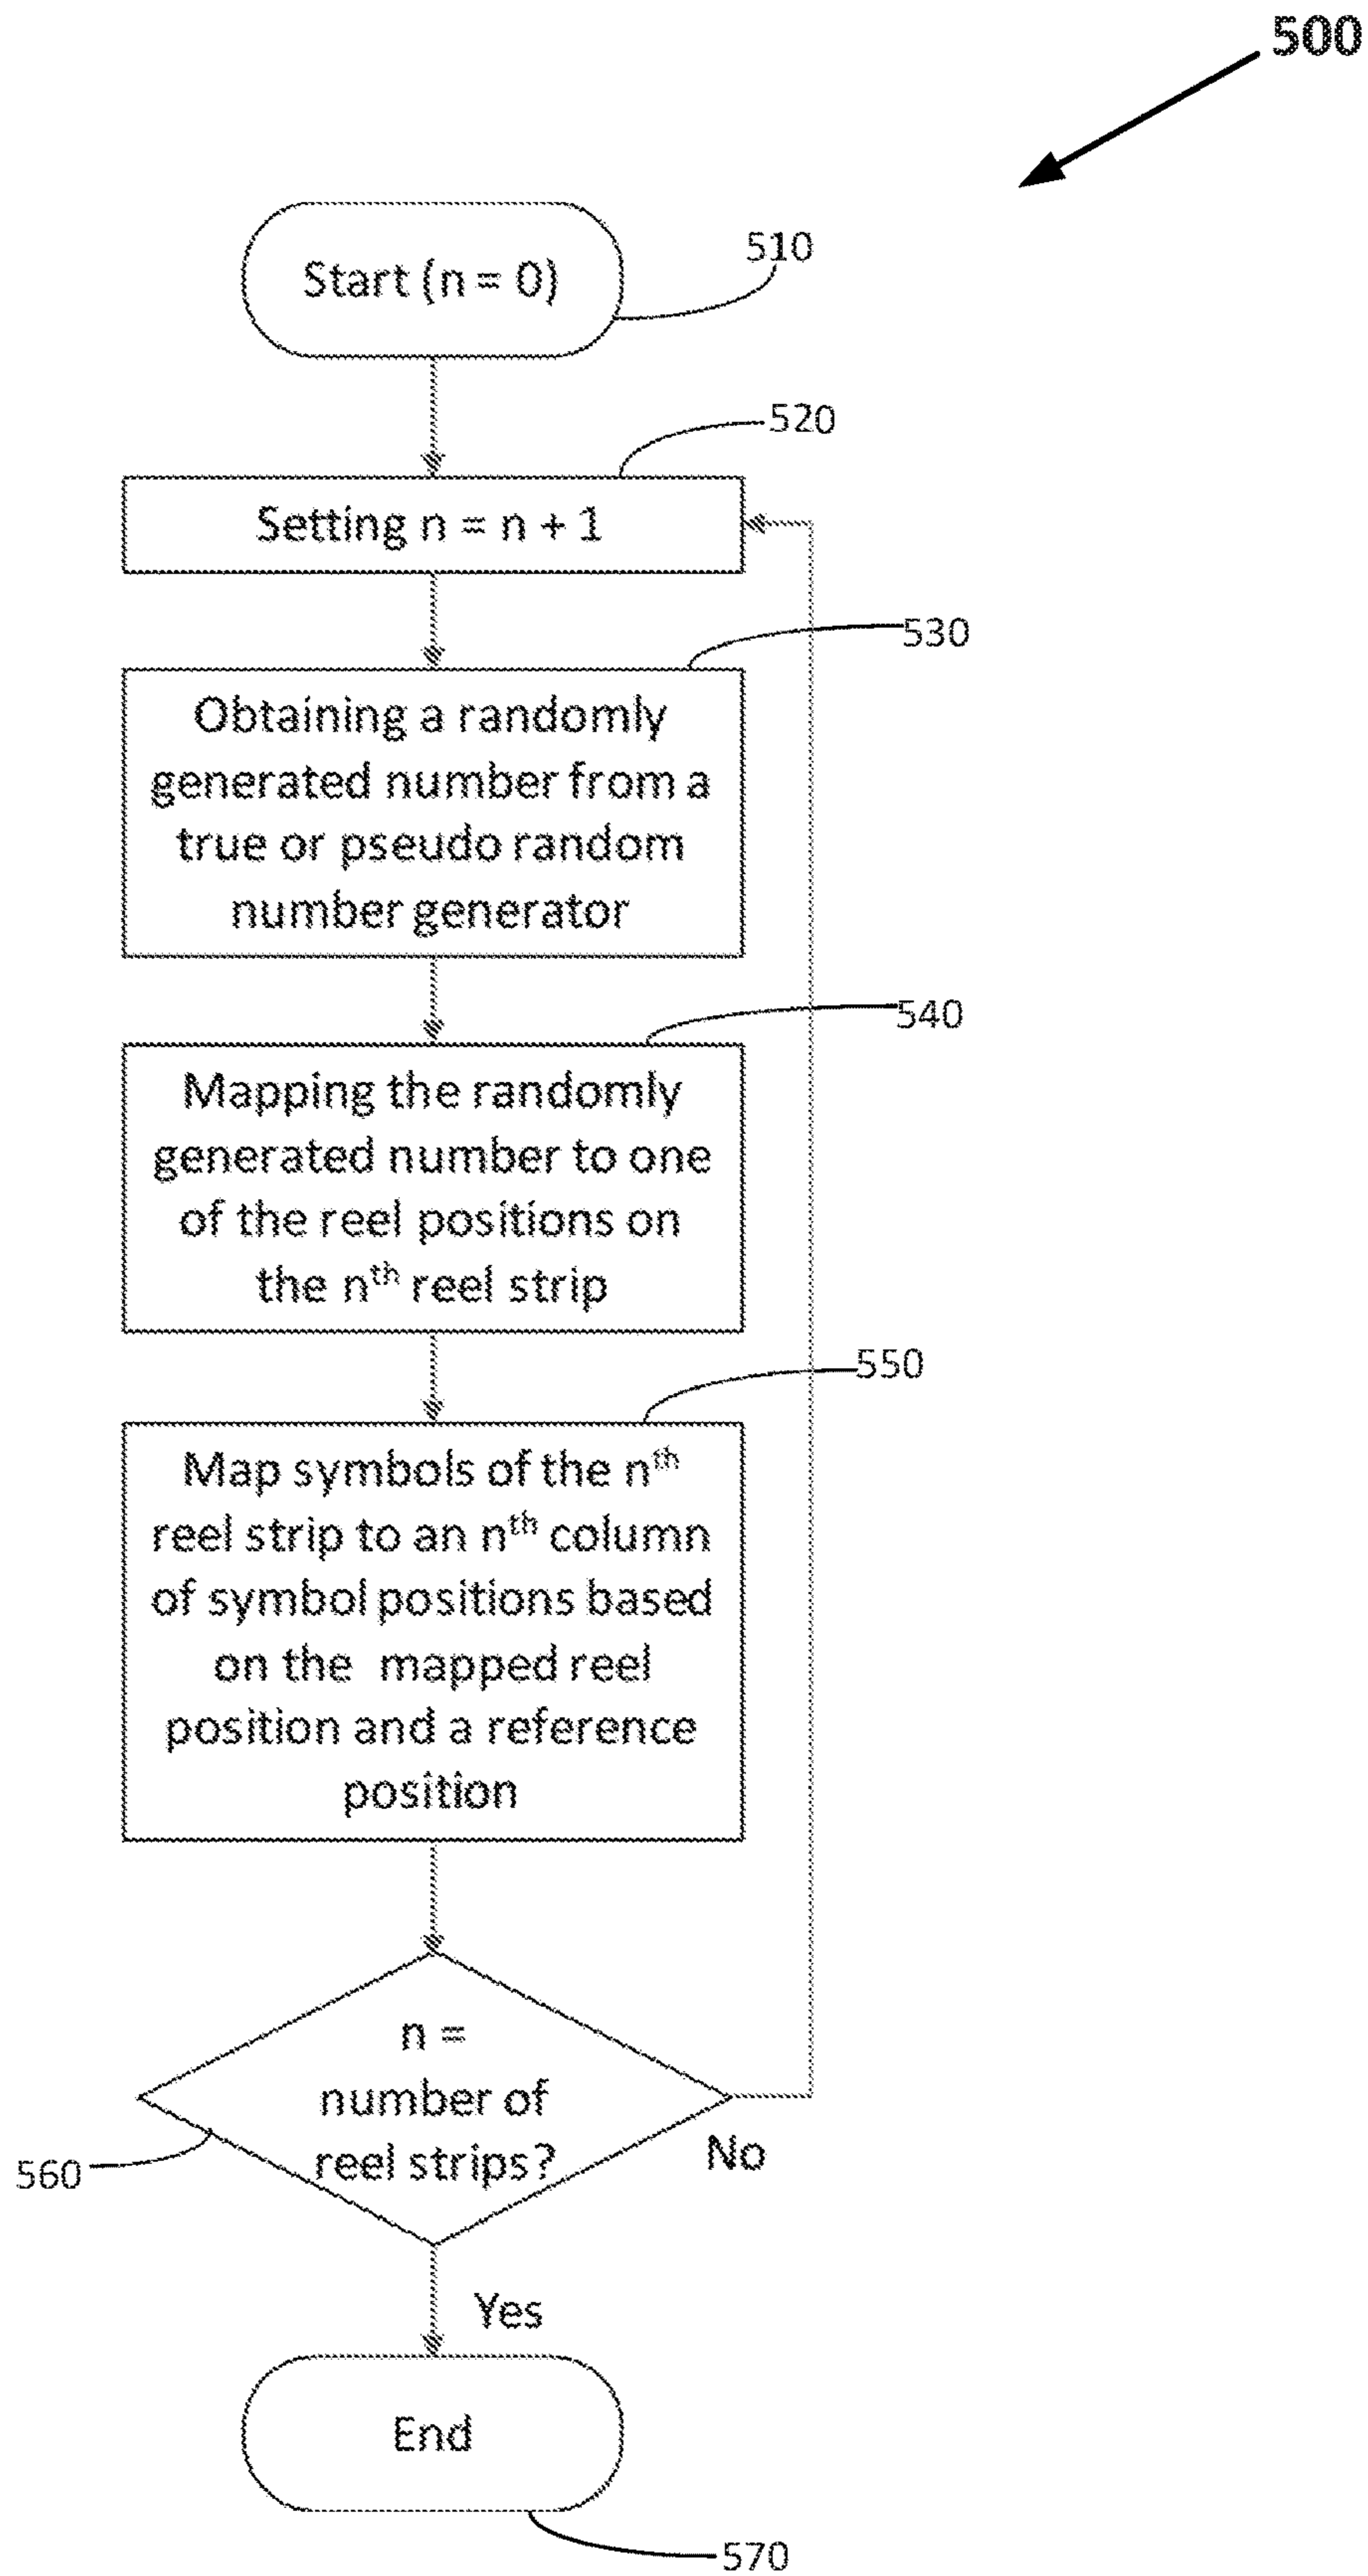 500
Start (n = 0)
510
520
Setting n = n + 1
530
Obtaining a randomly
generated number from a
true or pseudo random
number generator
540
Mapping the randomly
generated number to one
of the reel positions on
the nth reel strip
550
Map symbols of the nth
reel strip to an nth column
of symbol positions based
on the mapped reel
position and a reference
position
n =
number of
reel strips?
No
560
Yes
End
570